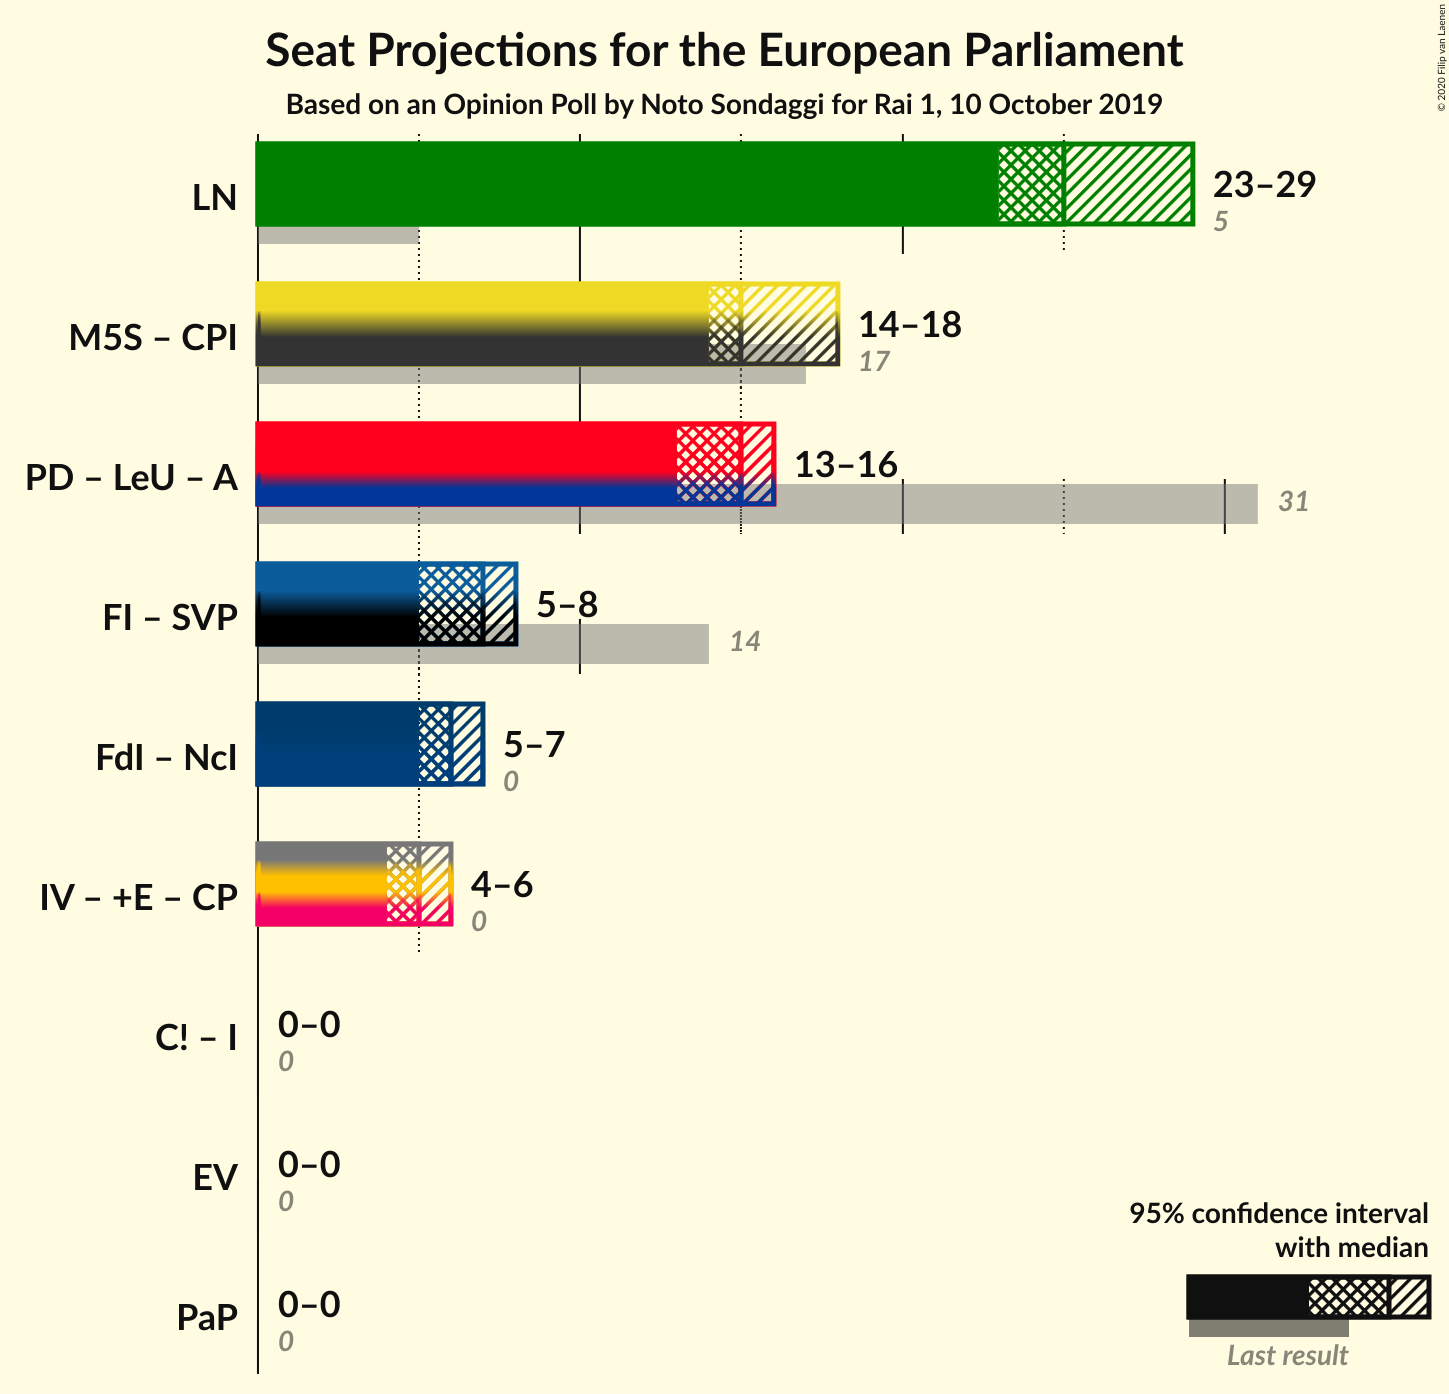 Seat Projections for the European Parliament
Based on an Opinion Poll by Noto Sondaggi for Rai 1, 10 October 2019
© 2020 Filip van Laenen
LN
23–29
5
M5S – CPI
14–18
17
PD – LeU – A
13–16
31
FI – SVP
5–8
14
FdI – NcI
5–7
0
IV – +E – CP
4–6
0
C! – I
0–0
0
EV
0–0
0
PaP
0–0
0
95% confidence interval
with median
Last result